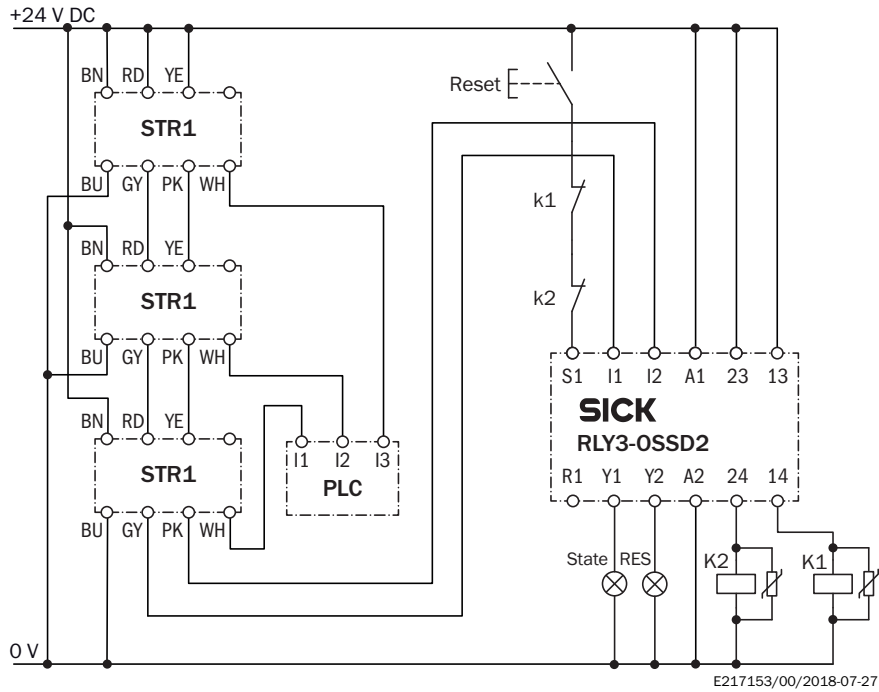 +24 V DC
BN RD YE
STR1
BU GY PK WH
BN RD YE
STR1
BU GY PK WH
BN RD YE
STR1
BU GY PK WH
I1 I2 I3
PLC
Reset
k1
k2
S1 I1 I2 A1 23 13
SICK
RLY3-OSSD2
R1 Y1 Y2 A2 24 14
State RES K2 K1
0 V
E217153/00/2018-07-27